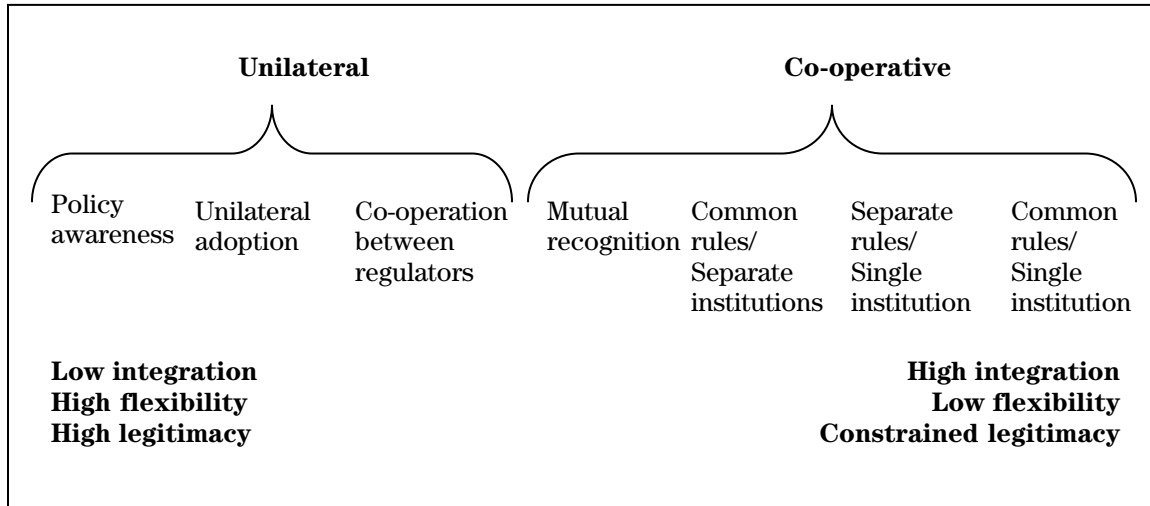 Unilateral
Co-operative
Policy
awareness
Unilateral
adoption
Co-operation
between
regulators
Mutual
recognition
Common
rules/
Separate
institutions
Separate
rules/
Single
institution
Common
rules/
Single
institution
Low integration
High flexibility
High legitimacy
High integration
Low flexibility
Constrained legitimacy